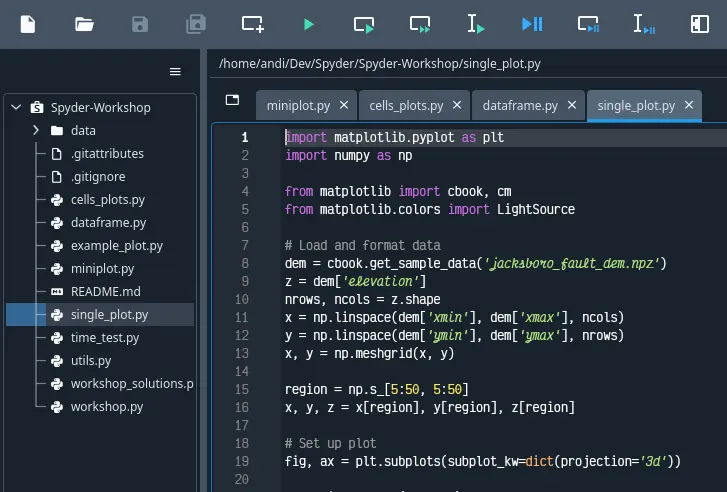 /home/andi/Dev/Spyder/Spyder-Workshop/single_plot.py
Spyder-Workshop
data
.gitattributes
.gitignore
cells_plots.py
dataframe.py
example_plot.py
miniplot.py
README.md
single_plot.py
time_test.py
utils.py
workshop_solutions.p
workshop.py
miniplot.py
cells_plots.py
dataframe.py
single_plot.py
1 import matplotlib.pyplot as plt
2 import numpy as np
3
4 from matplotlib import cbook, cm
5 from matplotlib.colors import LightSource
6
7 # Load and format data
8 dem = cbook.get_sample_data('jacksboro_fault_dem.npz')
9 z = dem['elevation']
10 nrows, ncols = z.shape
11 x = np.linspace(dem['xmin'], dem['xmax'], ncols)
12 y = np.linspace(dem['ymin'], dem['ymax'], nrows)
13 x, y = np.meshgrid(x, y)
14
15 region = np.s_[5:50, 5:50]
16 x, y, z = x[region], y[region], z[region]
17
18 # Set up plot
19 fig, ax = plt.subplots(subplot_kw=dict(projection='3d'))
20